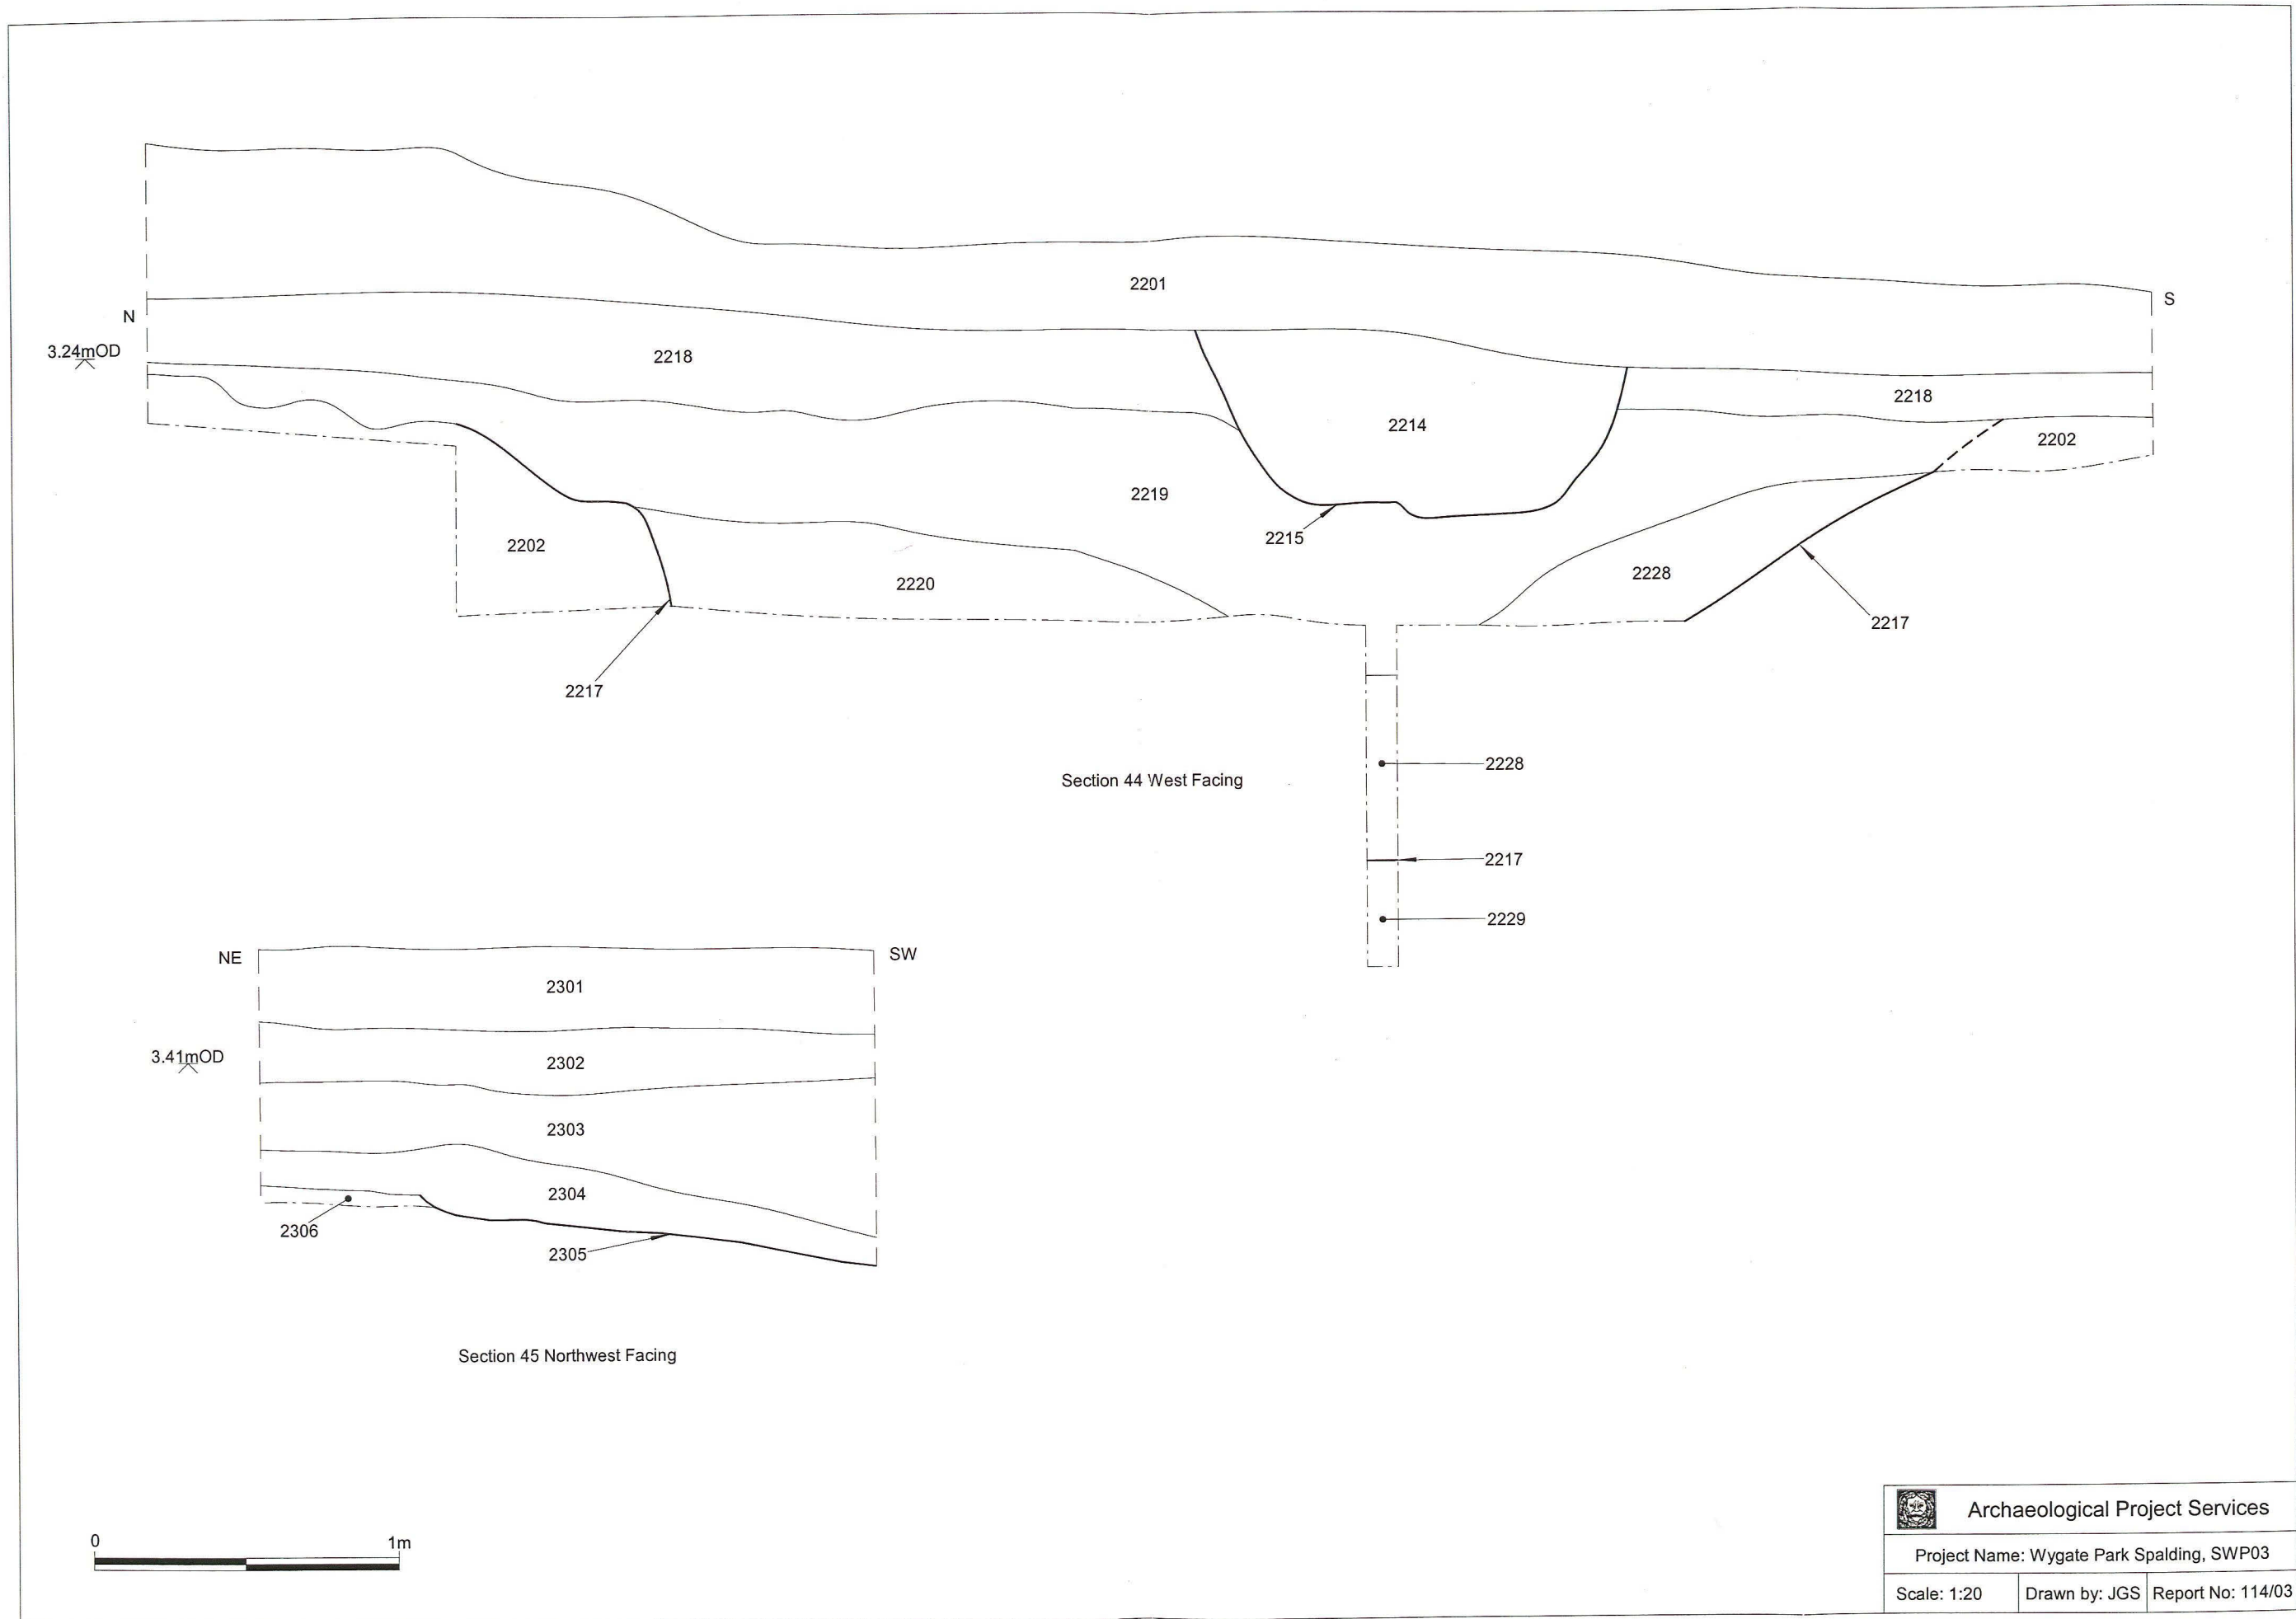 2201
N
S
3.24mOD
2218
2218
2214
2202
2219
2215
2202
2220
2228
2217
2217
2228
Section 44 West Facing
2217
2229
NE
SW
2301
3.41mOD
2302
2303
2304
2306
2305
Section 45 Northwest Facing
0 1m
Archaeological Project Services
Project Name: Wygate Park Spalding, SWP03
Scale: 1:20 Drawn by: JGS Report No: 114/03